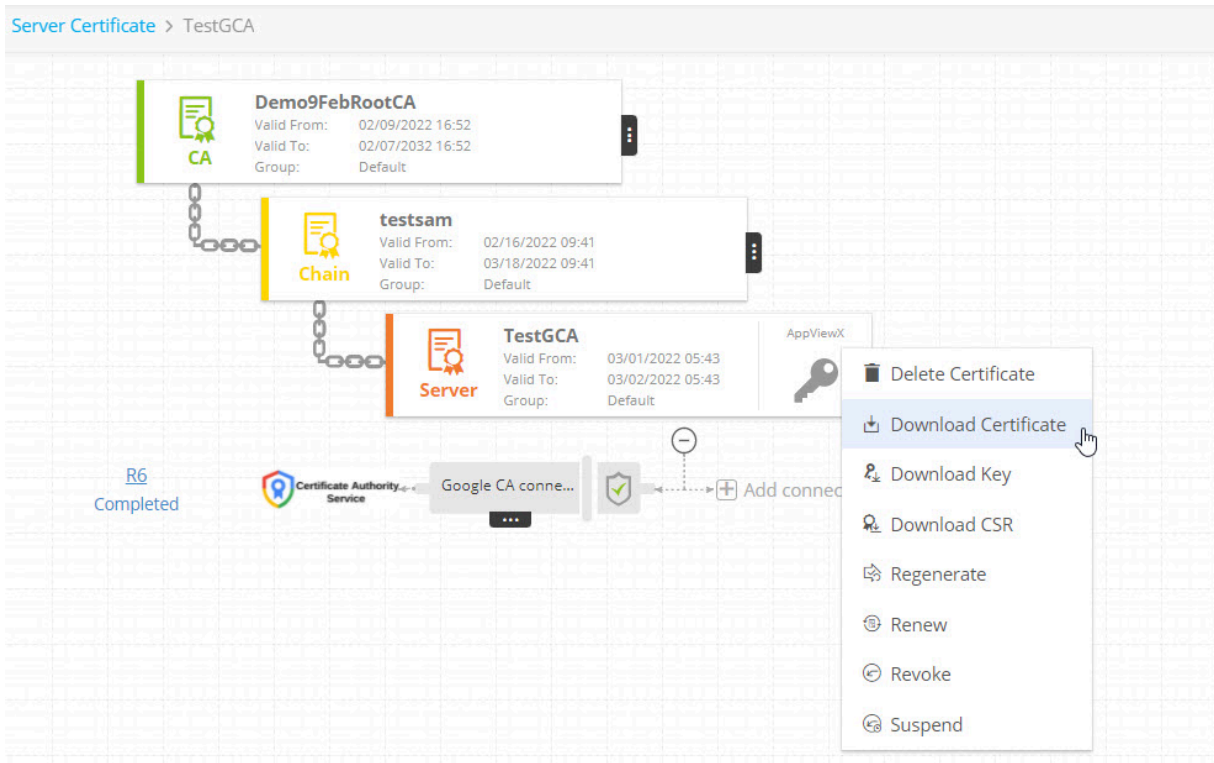 Server Certificate > TestGCA
Demo9FebRootCA
Valid From: 02/09/2022 16:52
Valid To: 02/07/2032 16:52
Group: Default
CA
testsam
Valid From: 02/16/2022 09:41
Valid To: 03/18/2022 09:41
Group: Default
Chain
TestGCA
Valid From: 03/01/2022 05:43
Valid To: 03/02/2022 05:43
Group: Default
Server
AppViewX
Delete Certificate
Download Certificate
Download Key
Download CSR
Regenerate
Renew
Revoke
Suspend
R6
Completed
Certificate Authority
Service
Google CA conne...
Add connec